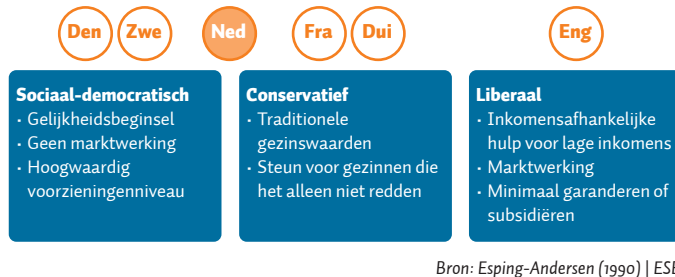 Den Zwe Ned Fra Dui Eng
Sociaal-democratisch
· Gelijkheidsbeginsel
· Geen marktwerking
· Hoogwaardig
voorzieningenniveau
Conservatief
· Traditionele
gezinswaarden
· Steun voor gezinnen die
het alleen niet redden
Liberaal
· Inkomensafhankelijke
hulp voor lage inkomens
· Marktwerking
· Minimaal garanderen of
subsidiëren
Bron: Esping-Andersen (1990) |